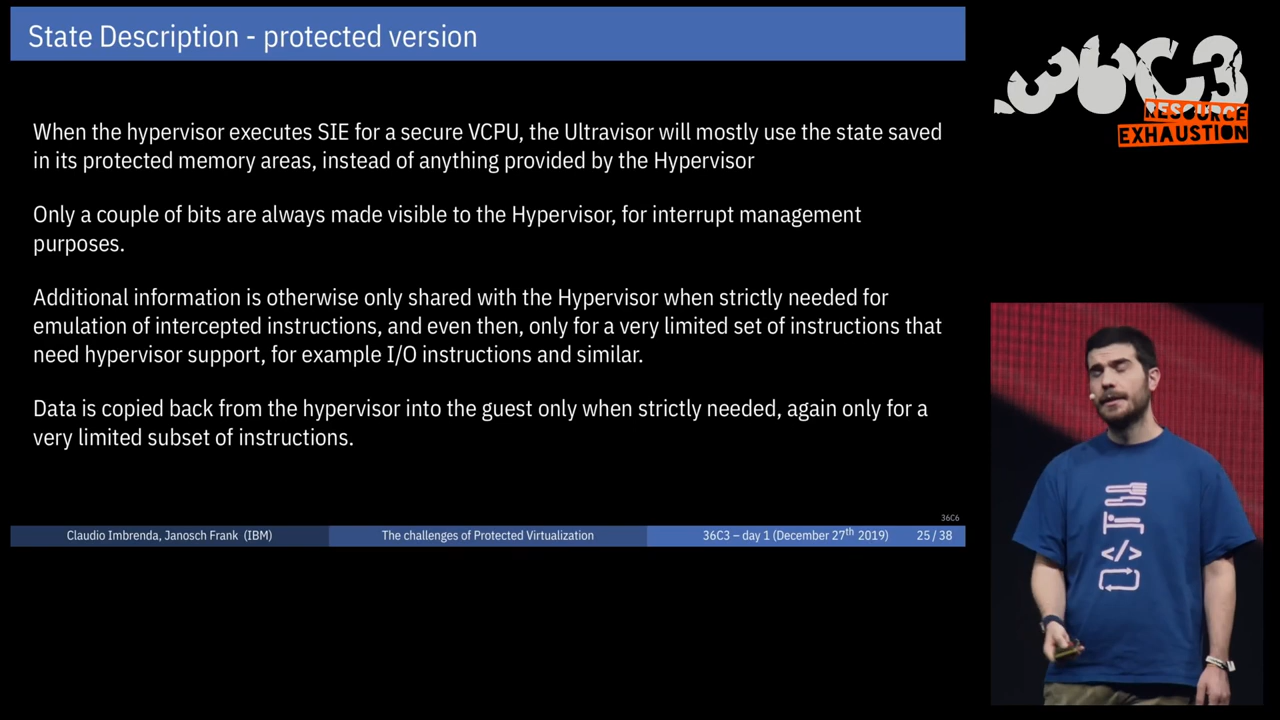 State Description - protected version
When the hypervisor executes SIE for a secure VCPU, the Ultravisor will mostly use the state saved
in its protected memory areas, instead of anything provided by the Hypervisor
Only a couple of bits are always made visible to the Hypervisor, for interrupt management
purposes.
Additional information is otherwise only shared with the Hypervisor when strictly needed for
emulation of intercepted instructions, and even then, only for a very limited set of instructions that
need hypervisor support, for example I/O instructions and similar.
Data is copied back from the hypervisor into the guest only when strictly needed, again only for a
very limited subset of instructions.
36C6
Claudio Imbrenda, Janosch Frank (IBM) The challenges of Protected Virtualization 36C3 – day 1 (December 27th 2019) 25 / 38
36C3
RESOURCE
EXHAUSTION
</>